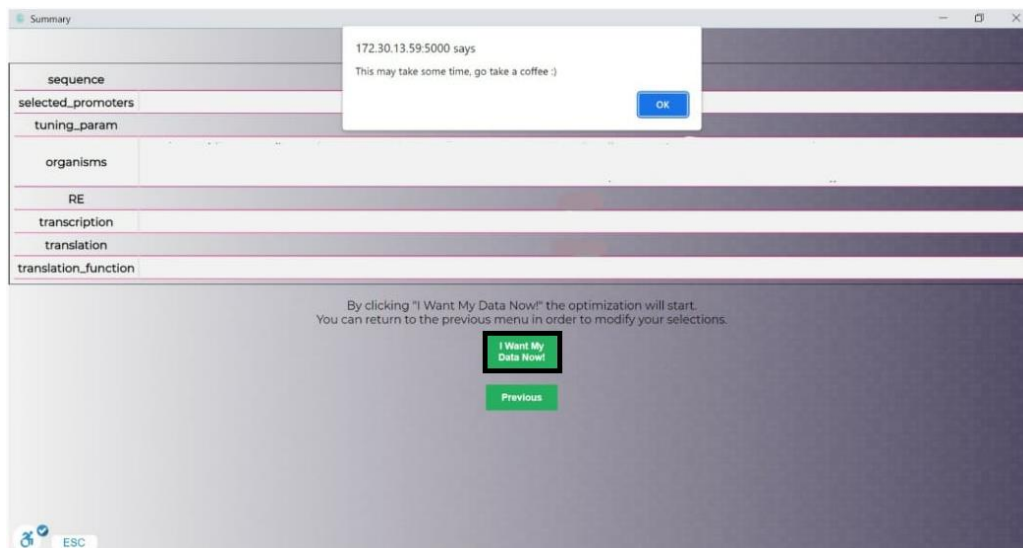 Summary
172.30.13.59:5000 says
This may take some time, go take a coffee :)
OK
sequence
selected_promoters
tuning_param
organisms
RE
transcription
translation
translation_function
By clicking "I Want My Data Now!" the optimization will start.
You can return to the previous menu in order to modify your selections.
I Want My
Data Now!
Previous
ESC